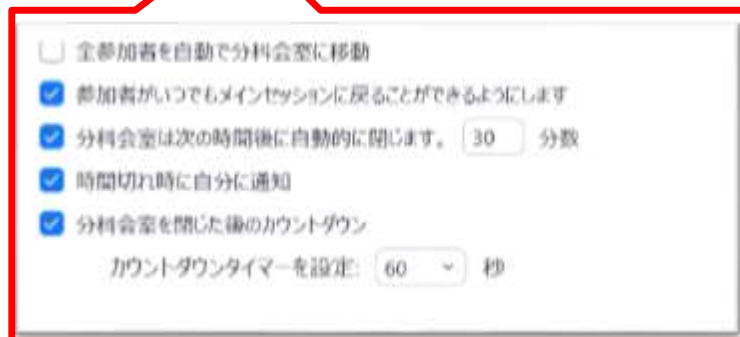 全参加者を自動で分科会室に移動
参加者がいつでもメインセッションに戻ることができるようにします
分科会室は次の時間後に自動的に閉じます。 30 分数
時間切れ時に自分に通知
分科会室を閉じた後のカウントダウン
カウントダウンタイマーを設定: 60 秒